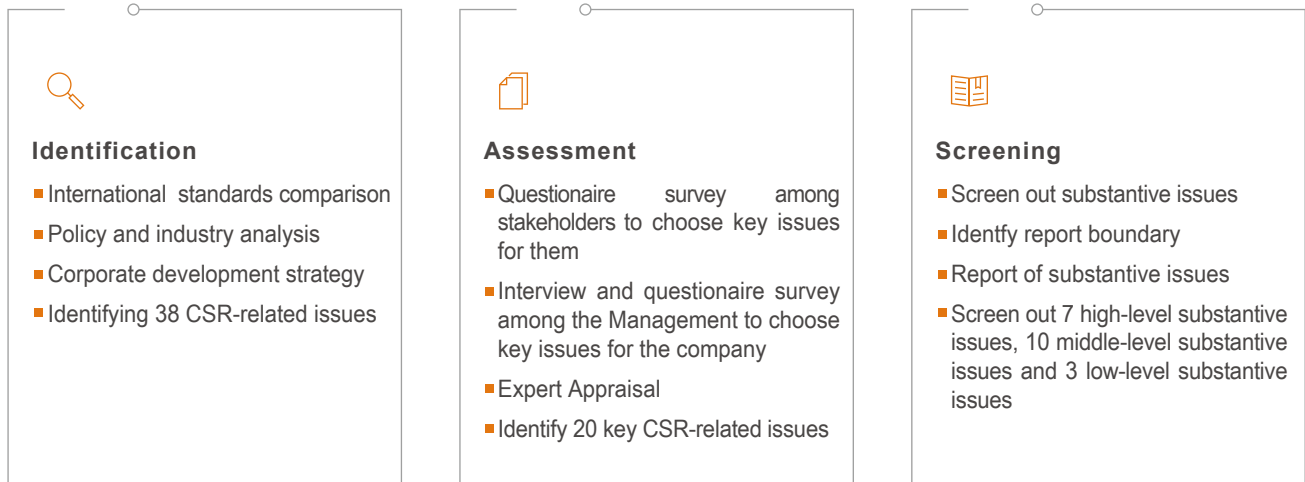 Identification
International standards comparison
Policy and industry analysis
Corporate development strategy
Identifying 38 CSR-related issues
Assessment
Questionaire survey among
stakeholders to choose key issues
for them
Interview and questionaire survey
among the Management to choose
key issues for the company
Expert Appraisal
Identify 20 key CSR-related issues
Screening
Screen out substantive issues
Identfy report boundary
Report of substantive issues
Screen out 7 high-level substantive
issues, 10 middle-level substantive
issues and 3 low-level substantive
issues